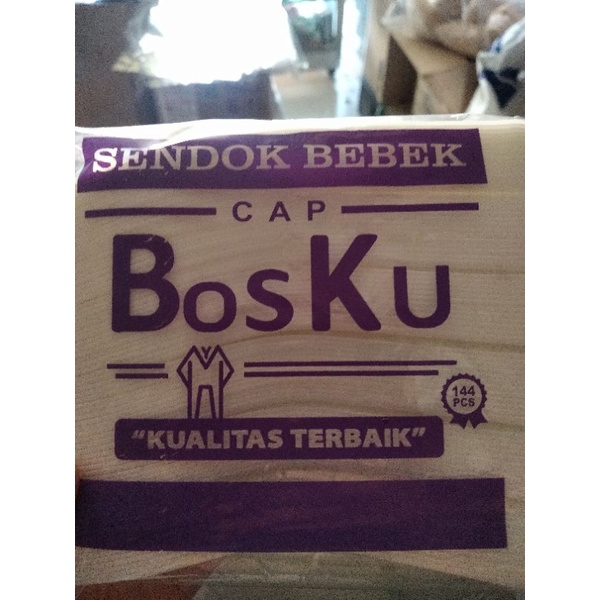 SENDOK BEBEK
CAP
BOSKU
144
PCS
"KUALITAS TERBAIK"